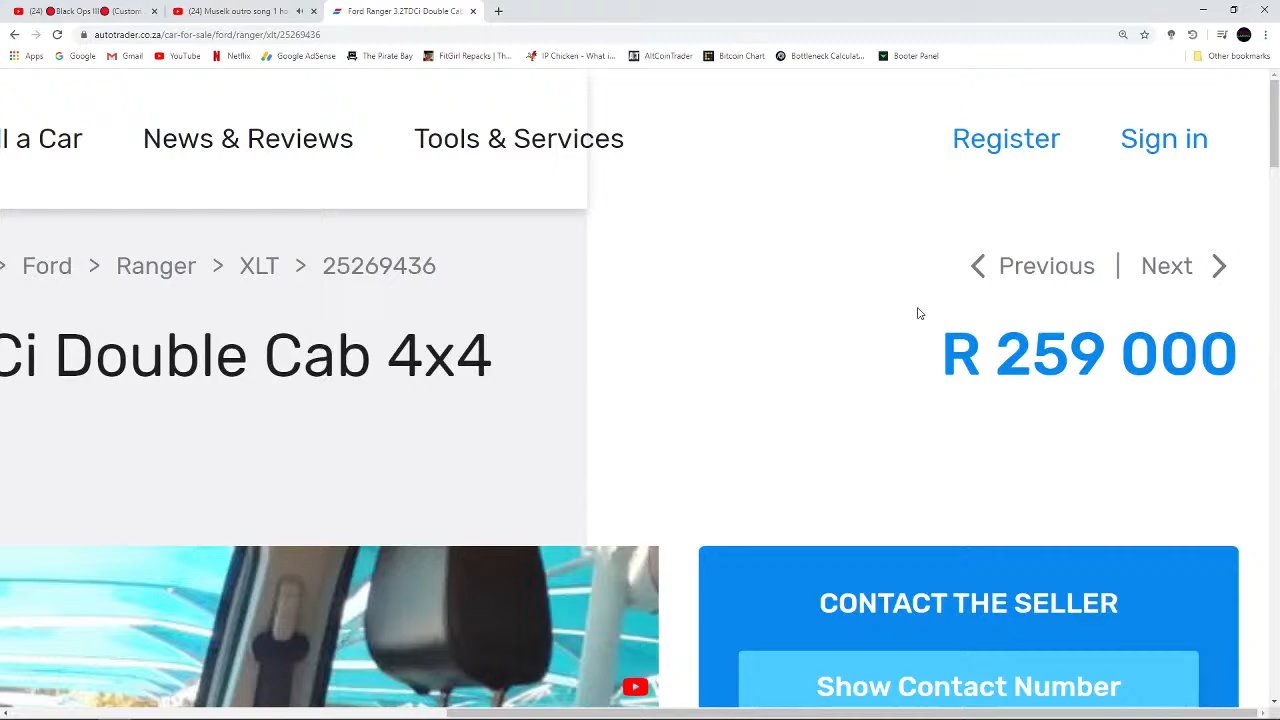 (24) 🔴Black Ops III🔴 (Custom
(24) Muselk outro song 1 ho
Ford Ranger 3.2TDCi Double Cab
autotrader.co.za/car-for-sale/ford/ranger/xlt/25269436
Apps Google Gmail YouTube Netflix Google AdSense The Pirate Bay FitGirl Repacks | Th... IP Chicken - What i... AltCoinTrader Bitcoin Chart Bottleneck Calculat... Booter Panel Other bookmarks
ll a Car News & Reviews Tools & Services Register Sign in
> Ford > Ranger > XLT > 25269436
Previous | Next
Ci Double Cab 4x4
R 259 000
CONTACT THE SELLER
Show Contact Number